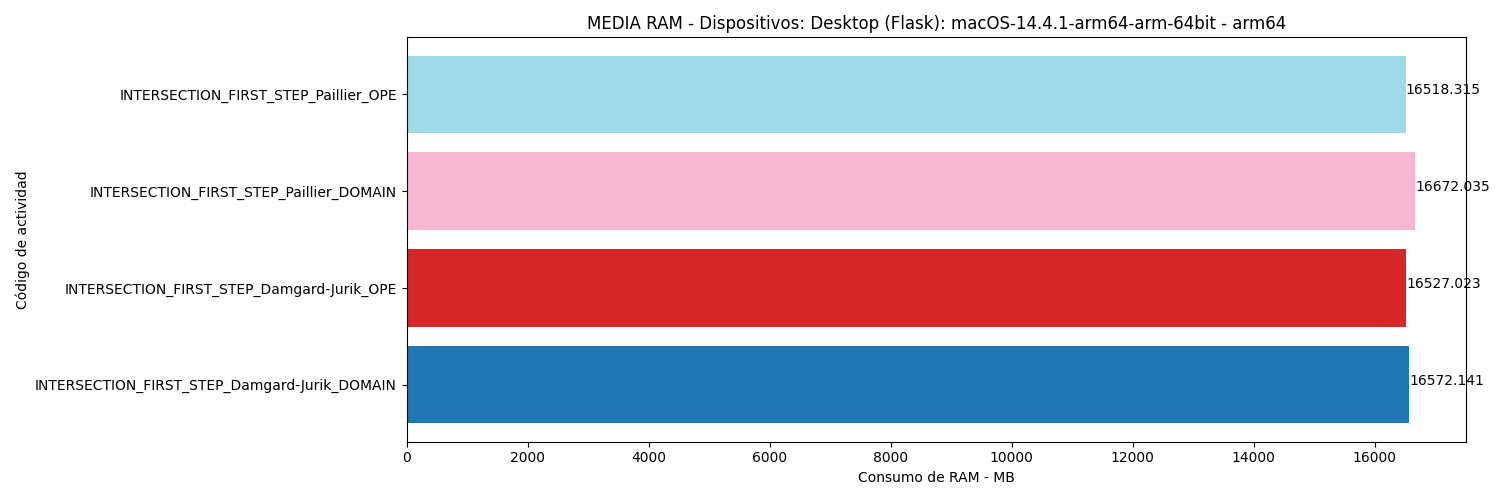 MEDIA RAM - Dispositivos: Desktop (Flask): macOS-14.4.1-arm64-arm-64bit - arm64
Código de actividad
INTERSECTION_FIRST_STEP_Paillier_OPE
16518.315
INTERSECTION_FIRST_STEP_Paillier_DOMAIN
16672.035
INTERSECTION_FIRST_STEP_Damgard-Jurik_OPE
16527.023
INTERSECTION_FIRST_STEP_Damgard-Jurik_DOMAIN
16572.141
0 2000 4000 6000 8000 10000 12000 14000 16000
Consumo de RAM - MB